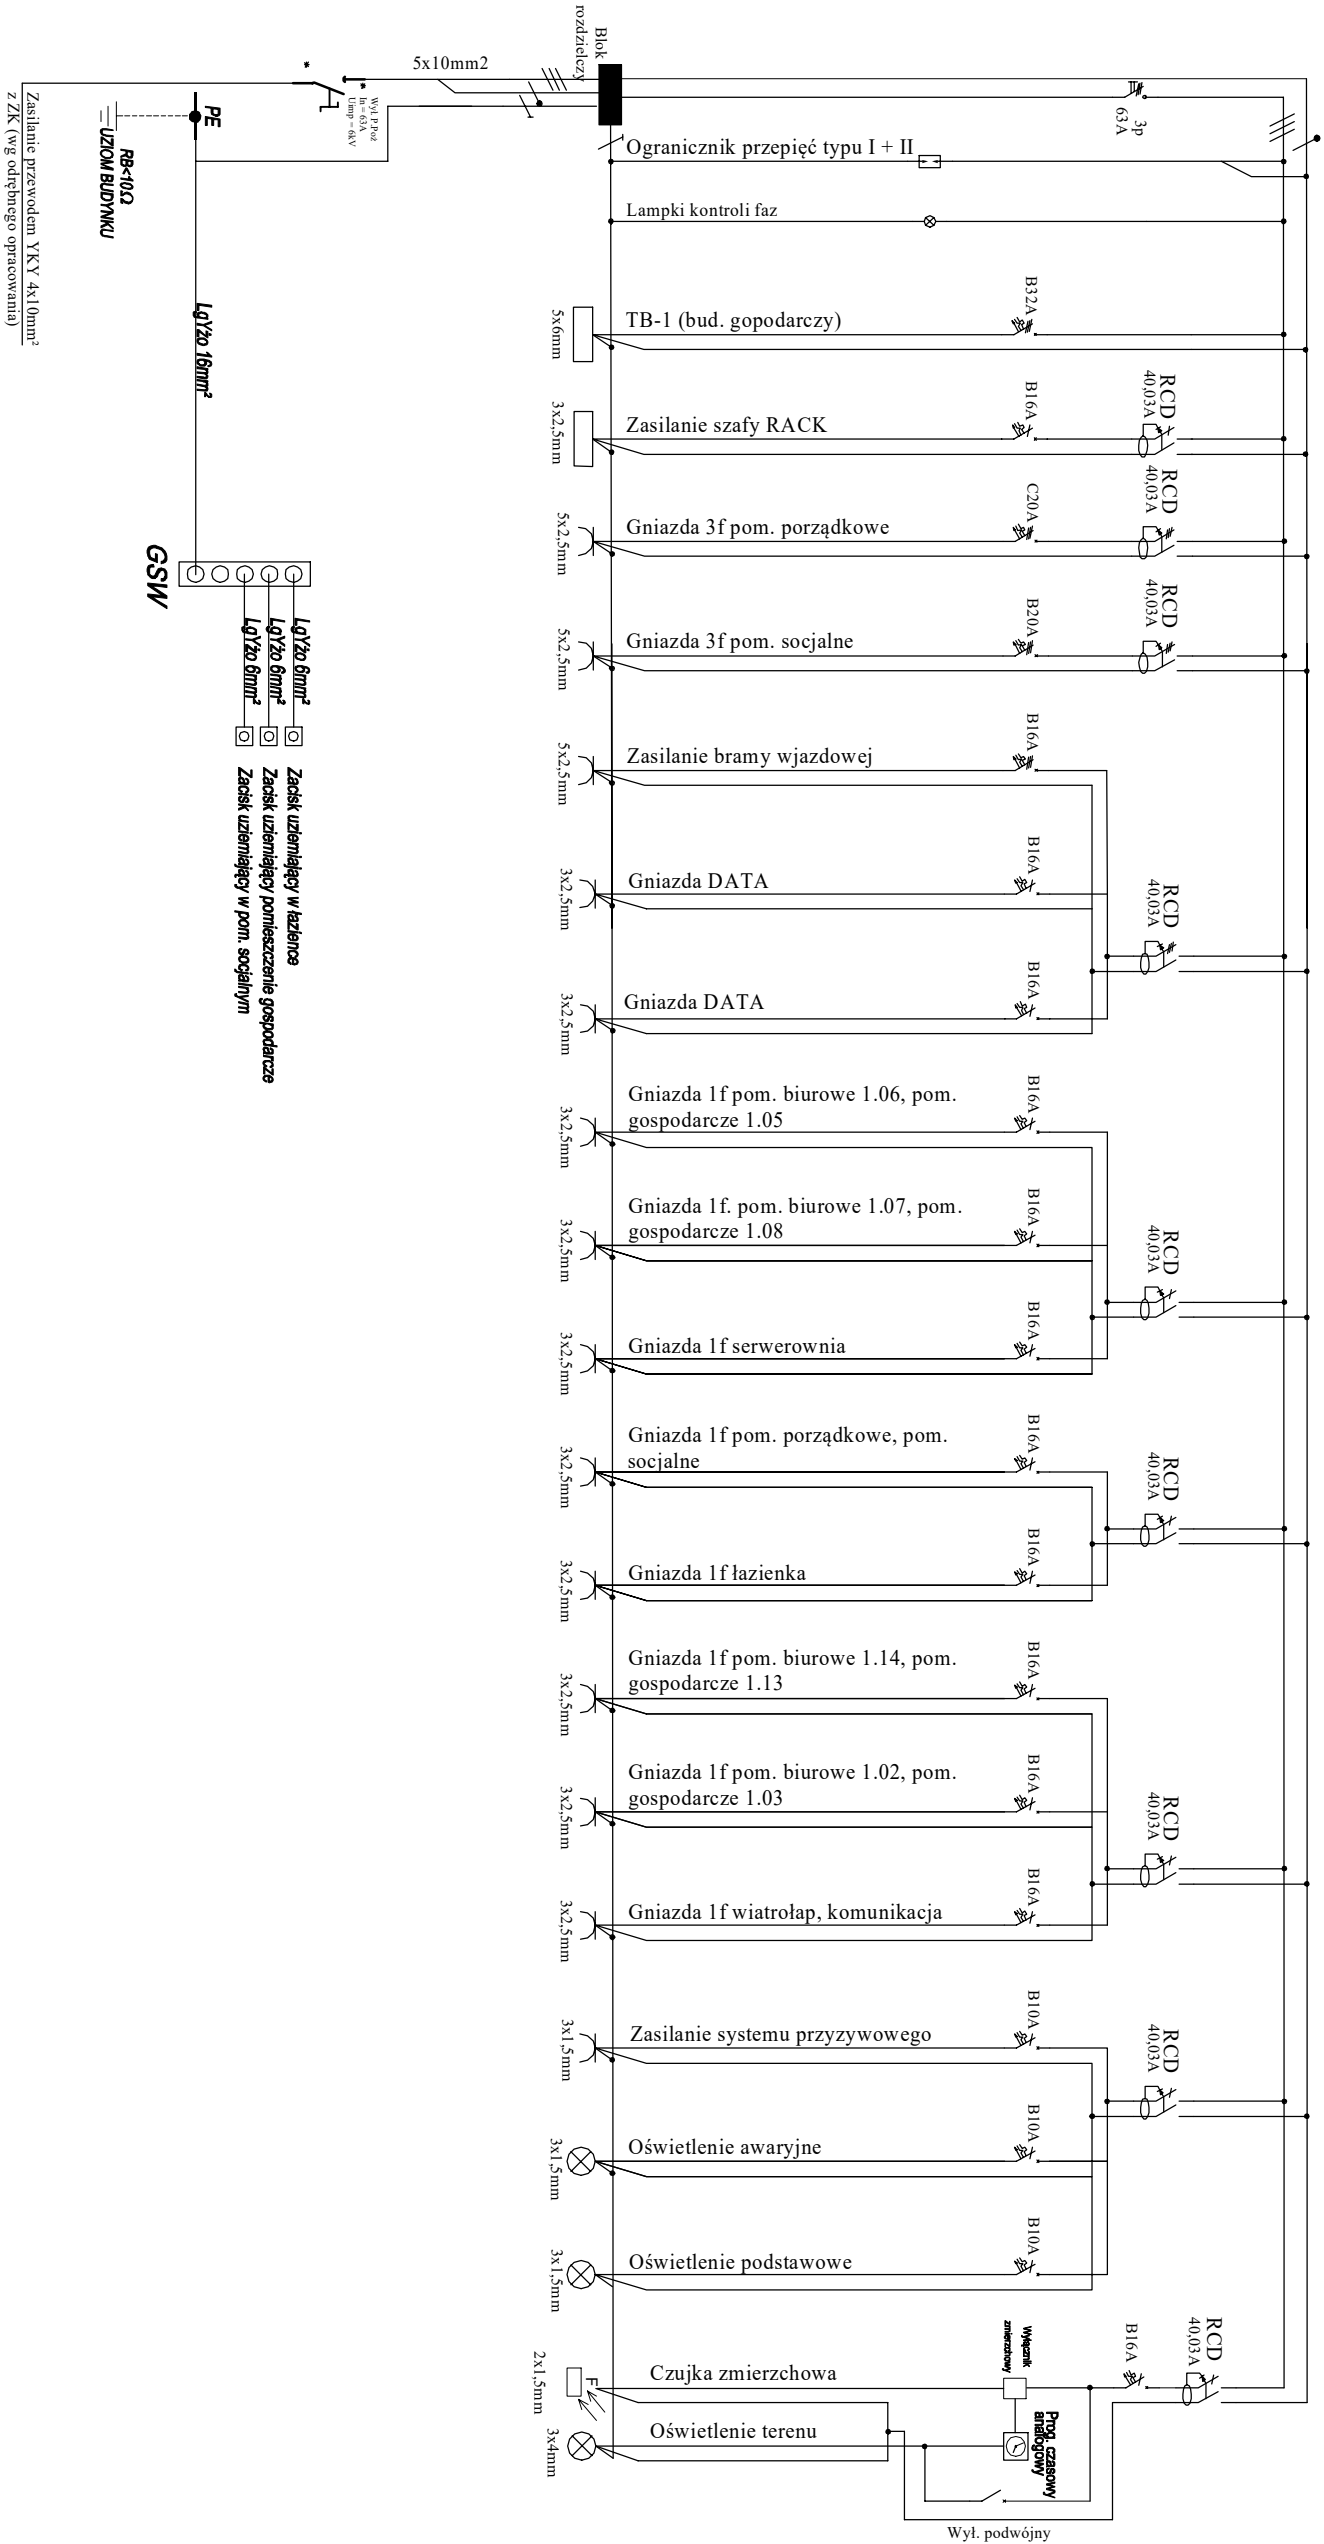 Blok
rozdzielczy
5x10mm2
*
*
Wył. P.Poż
In = 63A
Uimp = 6kV
3p
63A
Zasilanie przewodem YKY 4x10mm²
z ZK (wg odrębnego opracowania)
PE
RB<10Ω
UZIOM BUDYNKU
LgYżo 16mm²
GSW
LgYżo 6mm²
LgYżo 6mm²
LgYżo 6mm²
Zacisk uziemiający w łazience
Zacisk uziemiający pomieszczenie gospodarcze
Zacisk uziemiający w pom. socjalnym
Ogranicznik przepięć typu I + II
Lampki kontroli faz
5x6mm
TB-1 (bud. gopodarczy)
B32A
3x2,5mm
Zasilanie szafy RACK
B16A
RCD
40,03A
5x2,5mm
Gniazda 3f pom. porządkowe
C20A
RCD
40,03A
5x2,5mm
Gniazda 3f pom. socjalne
B20A
RCD
40,03A
5x2,5mm
Zasilanie bramy wjazdowej
B16A
3x2,5mm
Gniazda DATA
B16A
RCD
40,03A
3x2,5mm
Gniazda DATA
B16A
3x2,5mm
Gniazda 1f pom. biurowe 1.06, pom.
gospodarcze 1.05
B16A
3x2,5mm
Gniazda 1f. pom. biurowe 1.07, pom.
gospodarcze 1.08
B16A
RCD
40,03A
3x2,5mm
Gniazda 1f serwerownia
B16A
3x2,5mm
Gniazda 1f pom. porządkowe, pom.
socjalne
B16A
RCD
40,03A
3x2,5mm
Gniazda 1f łazienka
B16A
3x2,5mm
Gniazda 1f pom. biurowe 1.14, pom.
gospodarcze 1.13
B16A
3x2,5mm
Gniazda 1f pom. biurowe 1.02, pom.
gospodarcze 1.03
B16A
RCD
40,03A
3x2,5mm
Gniazda 1f wiatrołap, komunikacja
B16A
3x1,5mm
Zasilanie systemu przyzywowego
B10A
RCD
40,03A
3x1,5mm
Oświetlenie awaryjne
B10A
3x1,5mm
Oświetlenie podstawowe
B10A
2x1,5mm
F
Czujka zmierzchowa
Wyłącznik
zmierzchowy
B16A
RCD
40,03A
3x4mm
Oświetlenie terenu
Prog. czasowy
analogowy
Wył. podwójny